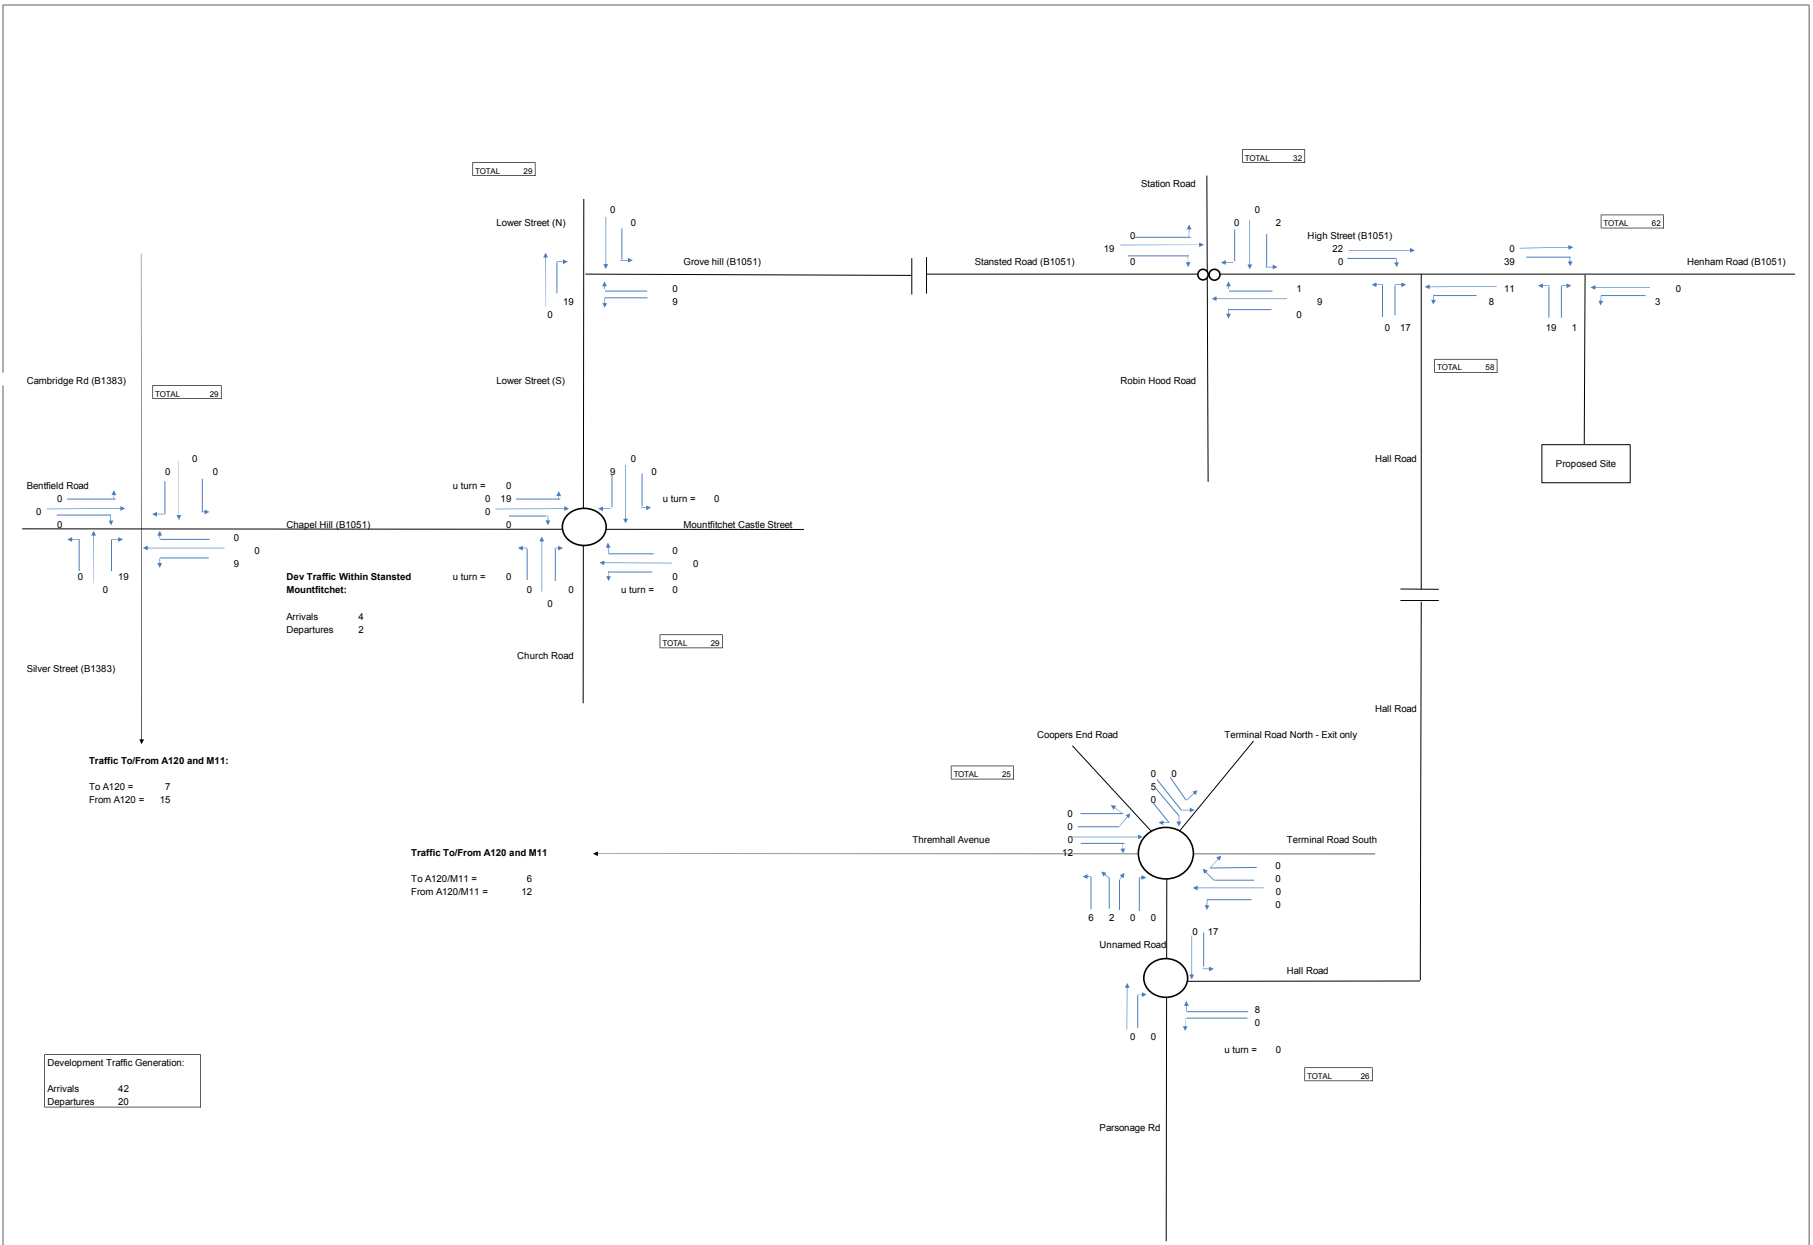 TOTAL 32
TOTAL 29
Station Road
Lower Street (N)
0
0
0
0 2
TOTAL 62
0
19
0
High Street (B1051)
22
0
0
39
Grove hill (B1051)
Stansted Road (B1051)
Henham Road (B1051)
19
0
0
9
1
9
0
11
8
0
3
0 17
19 1
TOTAL 58
Cambridge Rd (B1383)
TOTAL 29
Lower Street (S)
Robin Hood Road
Hall Road
Proposed Site
Bentfield Road
0
0
0
0
0
0
u turn = 0
0 19
0
0
9
0
0
u turn = 0
Chapel Hill (B1051)
Mountfitchet Castle Street
0
0
9
0 19
0
0
0
0
Dev Traffic Within Stansted
Mountfitchet:
u turn = 0
0 0
0
u turn = 0
Arrivals 4
Departures 2
TOTAL 29
Church Road
Silver Street (B1383)
Hall Road
Coopers End Road
Terminal Road North - Exit only
Traffic To/From A120 and M11:
To A120 = 7
From A120 = 15
TOTAL 25
0 0
5
0
0
0
0
12
Thremhall Avenue
Terminal Road South
Traffic To/From A120 and M11
To A120/M11 = 6
From A120/M11 = 12
0
0
0
0
6 2 0 0
Unnamed Road
0 17
Hall Road
8
0
0 0
u turn = 0
TOTAL 26
Development Traffic Generation:
Arrivals 42
Departures 20
Parsonage Rd